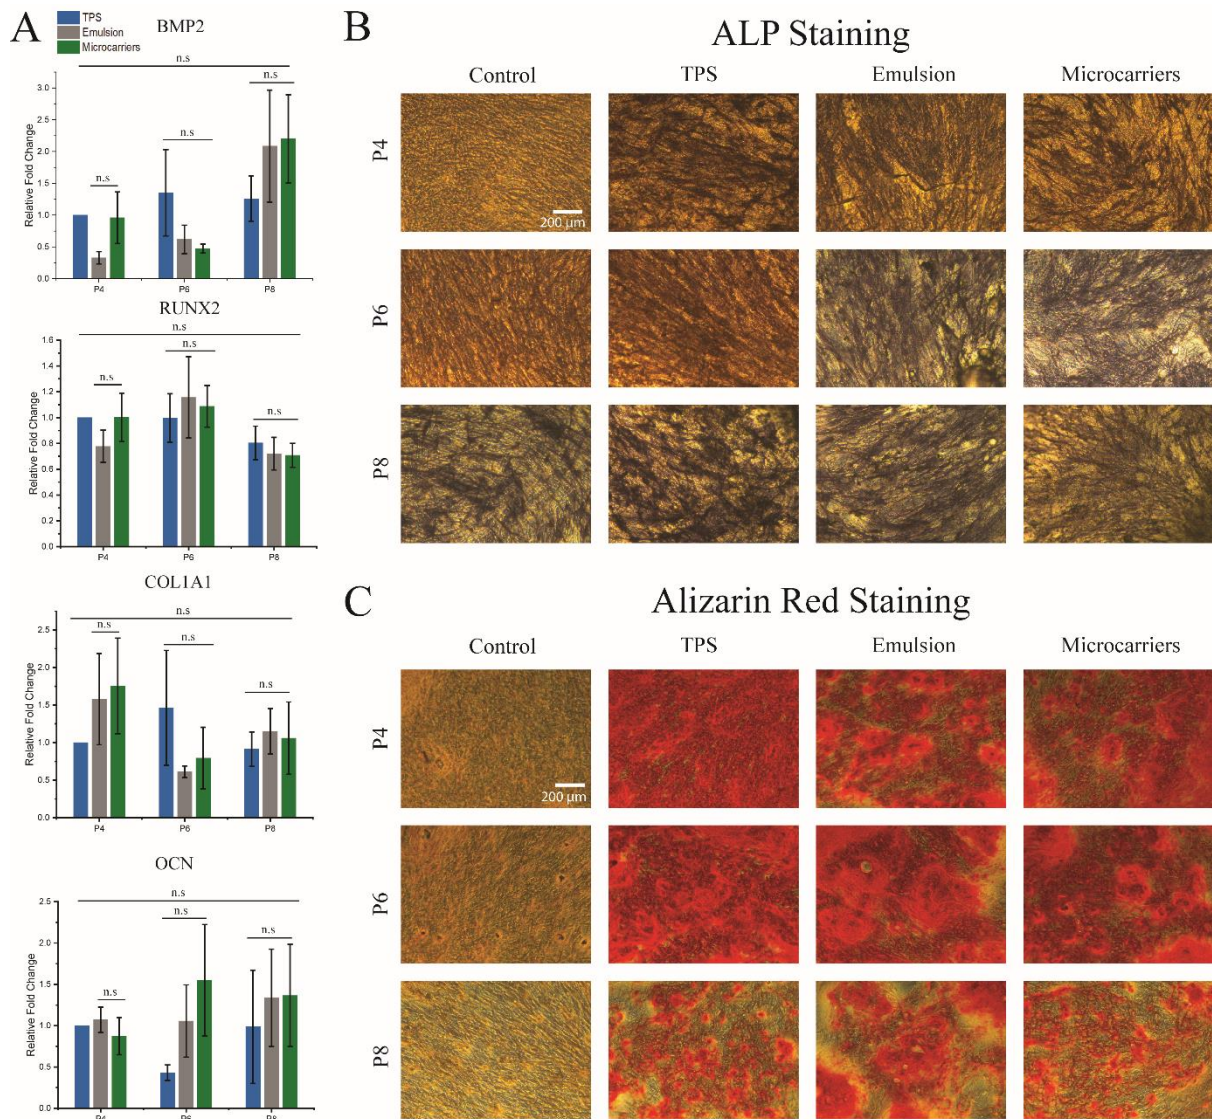 A
TPS
Emulsion
Microcarriers
BMP2
n.s
n.s
n.s
n.s
Relative Fold Change
3.0
2.5
2.0
1.5
1.0
0.5
0.0
P4
P6
P8
RUNX2
n.s
n.s
n.s
n.s
Relative Fold Change
1.6
1.4
1.2
1.0
0.8
0.6
0.4
0.2
0.0
P4
P6
P8
COL1A1
n.s
n.s
n.s
n.s
Relative Fold Change
2.5
2.0
1.5
1.0
0.5
0.0
P4
P6
P8
OCN
n.s
n.s
n.s
n.s
Relative Fold Change
2.5
2.0
1.5
1.0
0.5
0.0
P4
P6
P8
B
ALP Staining
Control TPS Emulsion Microcarriers
P4
200 µm
P6
P8
C
Alizarin Red Staining
Control TPS Emulsion Microcarriers
P4
200 µm
P6
P8